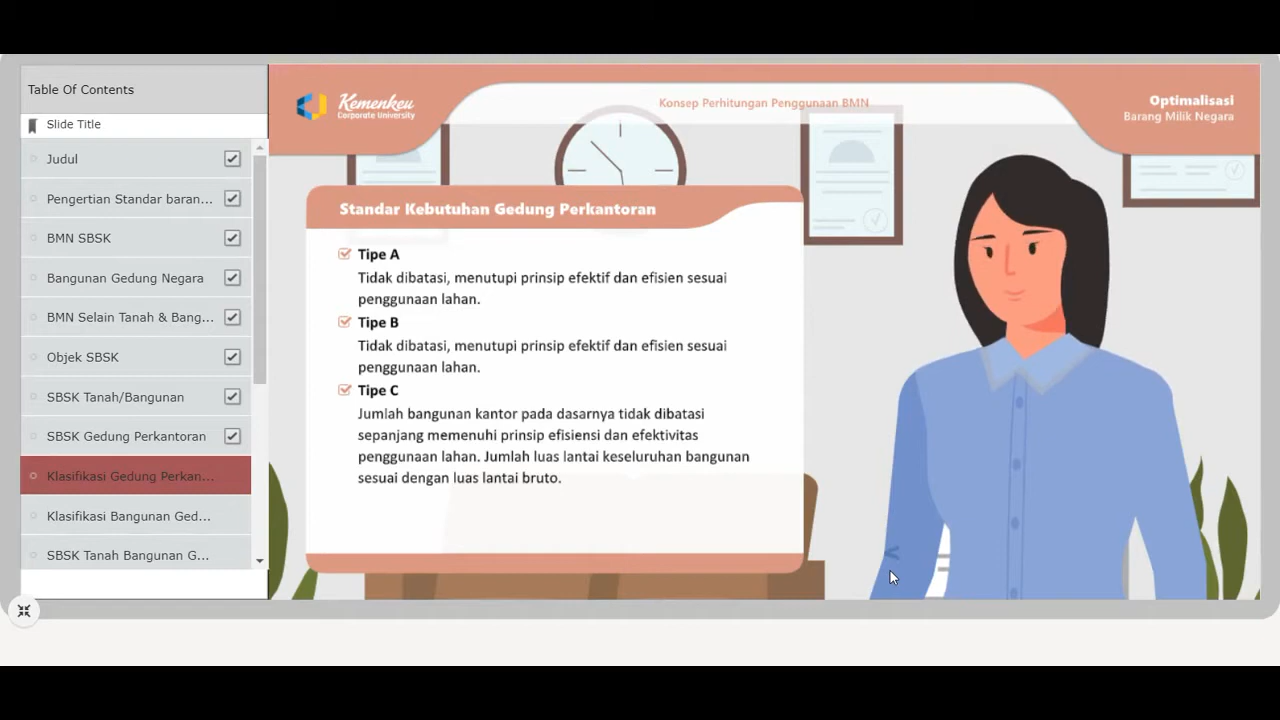 Table Of Contents
Slide Title
Judul
Pengertian Standar baran...
BMN SBSK
Bangunan Gedung Negara
BMN Selain Tanah & Bang...
Objek SBSK
SBSK Tanah/Bangunan
SBSK Gedung Perkantoran
Klasifikasi Gedung Perkan...
Klasifikasi Bangunan Ged...
SBSK Tanah Bangunan G...
Kemenkeu
Corporate University
Konsep Perhitungan Penggunaan BMN
Optimalisasi
Barang Milik Negara
Standar Kebutuhan Gedung Perkantoran
Tipe A
Tidak dibatasi, menutupi prinsip efektif dan efisien sesuai
penggunaan lahan.
Tipe B
Tidak dibatasi, menutupi prinsip efektif dan efisien sesuai
penggunaan lahan.
Tipe C
Jumlah bangunan kantor pada dasarnya tidak dibatasi
sepanjang memenuhi prinsip efisiensi dan efektivitas
penggunaan lahan. Jumlah luas lantai keseluruhan bangunan
sesuai dengan luas lantai bruto.